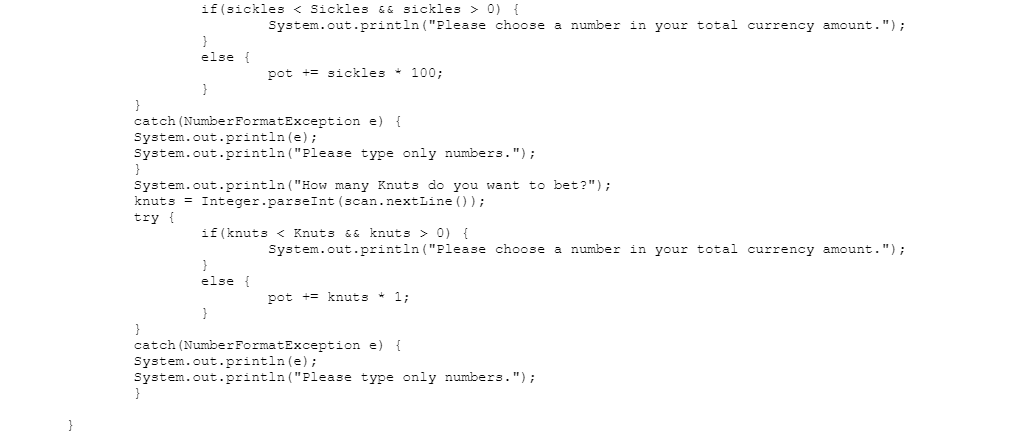 if(sickles < Sickles && sickles > 0) {
System.out.println("Please choose a number in your total currency amount.");
}
else {
pot += sickles * 100;
}
}
catch(NumberFormatException e) {
System.out.println(e);
System.out.println("Please type only numbers.");
}
System.out.println("How many Knuts do you want to bet?");
knuts = Integer.parseInt(scan.nextLine());
try {
if(knuts < Knuts && knuts > 0) {
System.out.println("Please choose a number in your total currency amount.");
}
else {
pot += knuts * 1;
}
}
catch(NumberFormatException e) {
System.out.println(e);
System.out.println("Please type only numbers.");
}
}